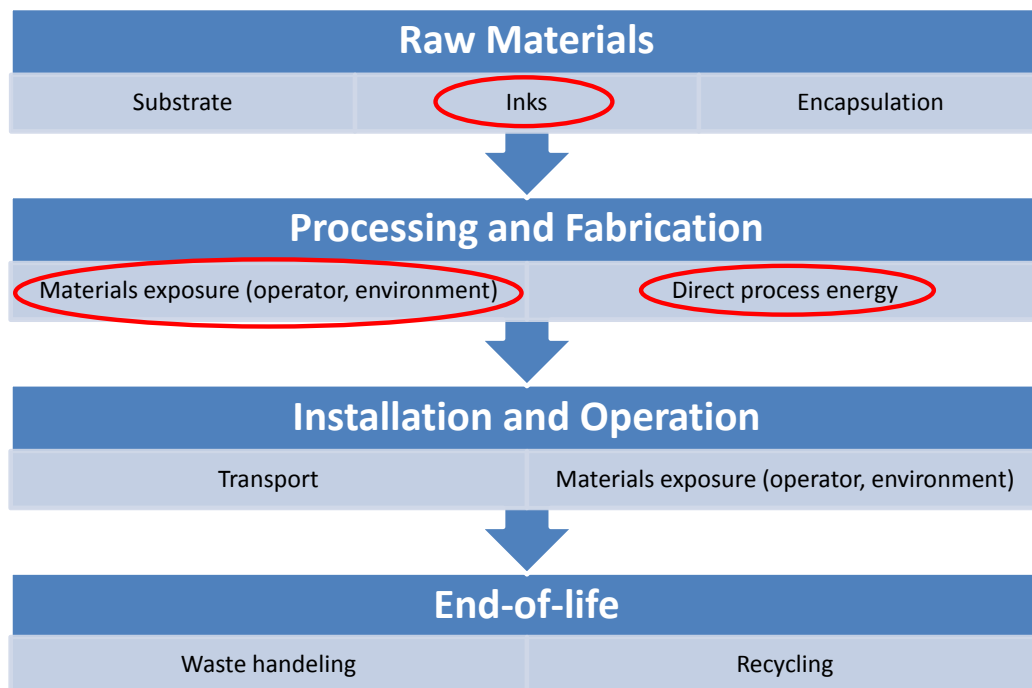 Raw Materials
Substrate
Inks
Encapsulation
Processing and Fabrication
Materials exposure (operator, environment)
Direct process energy
Installation and Operation
Transport
Materials exposure (operator, environment)
End-of-life
Waste handeling
Recycling